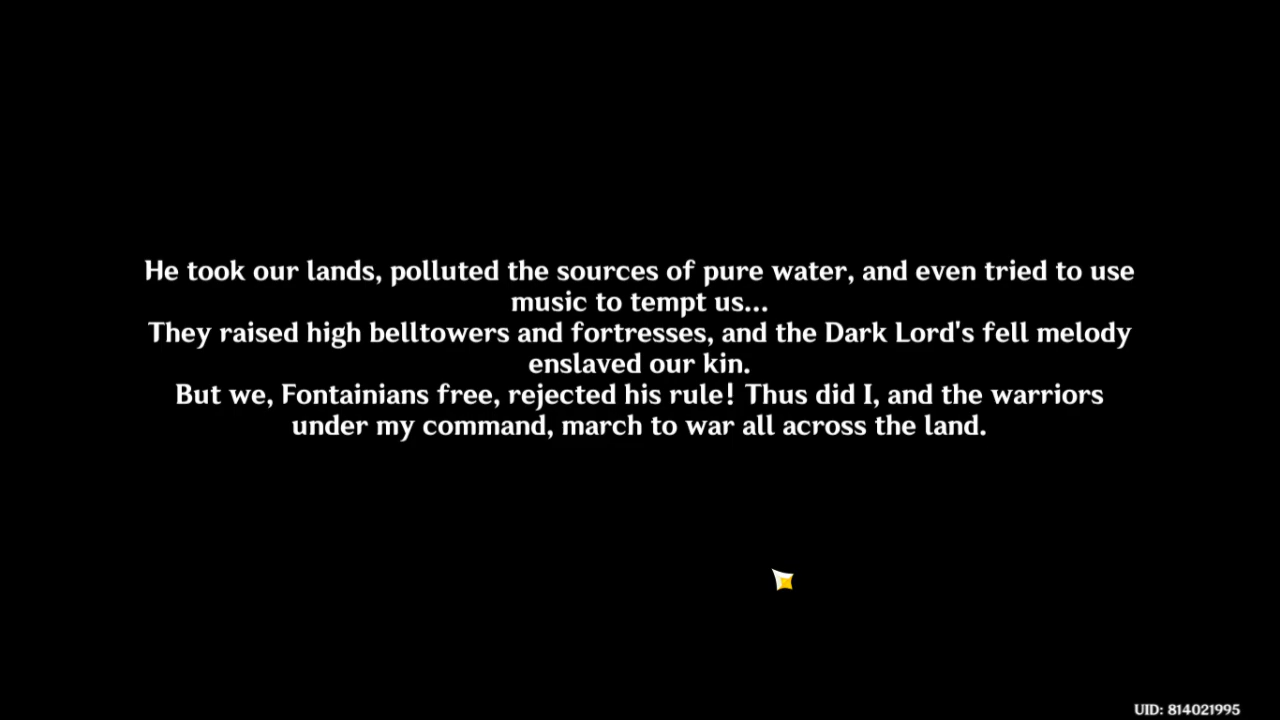 He took our lands, polluted the sources of pure water, and even tried to use
music to tempt us...
They raised high belltowers and fortresses, and the Dark Lord's fell melody
enslaved our kin.
But we, Fontainians free, rejected his rule! Thus did I, and the warriors
under my command, march to war all across the land.
UID: 814021995